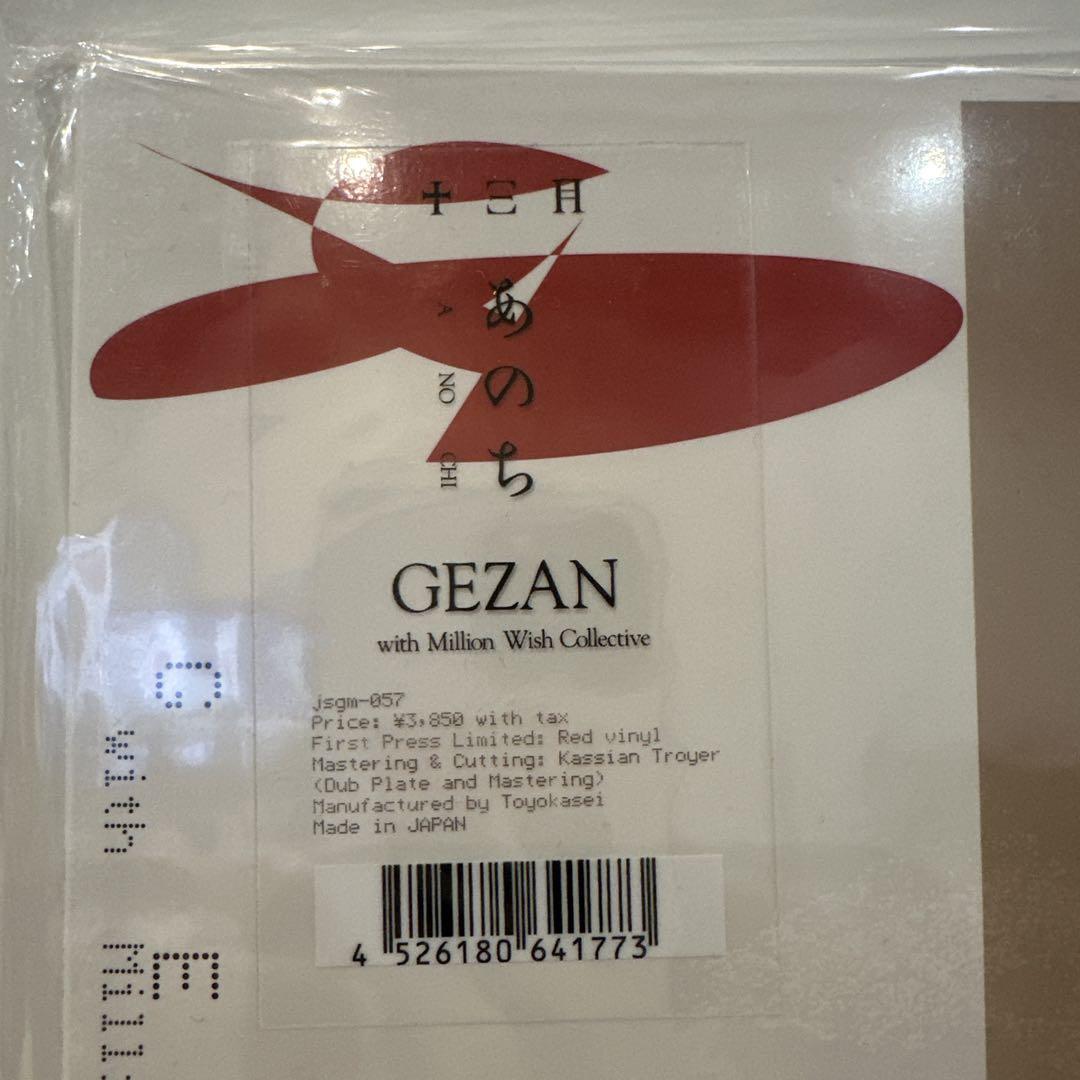 十三月
あのち
A NO CHI
GEZAN
with Million Wish Collective
jsgm-057
Price: ¥3,850 with tax
First Press Limited: Red vinyl
Mastering & Cutting: Kassian Troyer
(Dub Plate and Mastering)
Manufactured by Toyokasei
Made in JAPAN
4 526180 641773
G E
with Milli